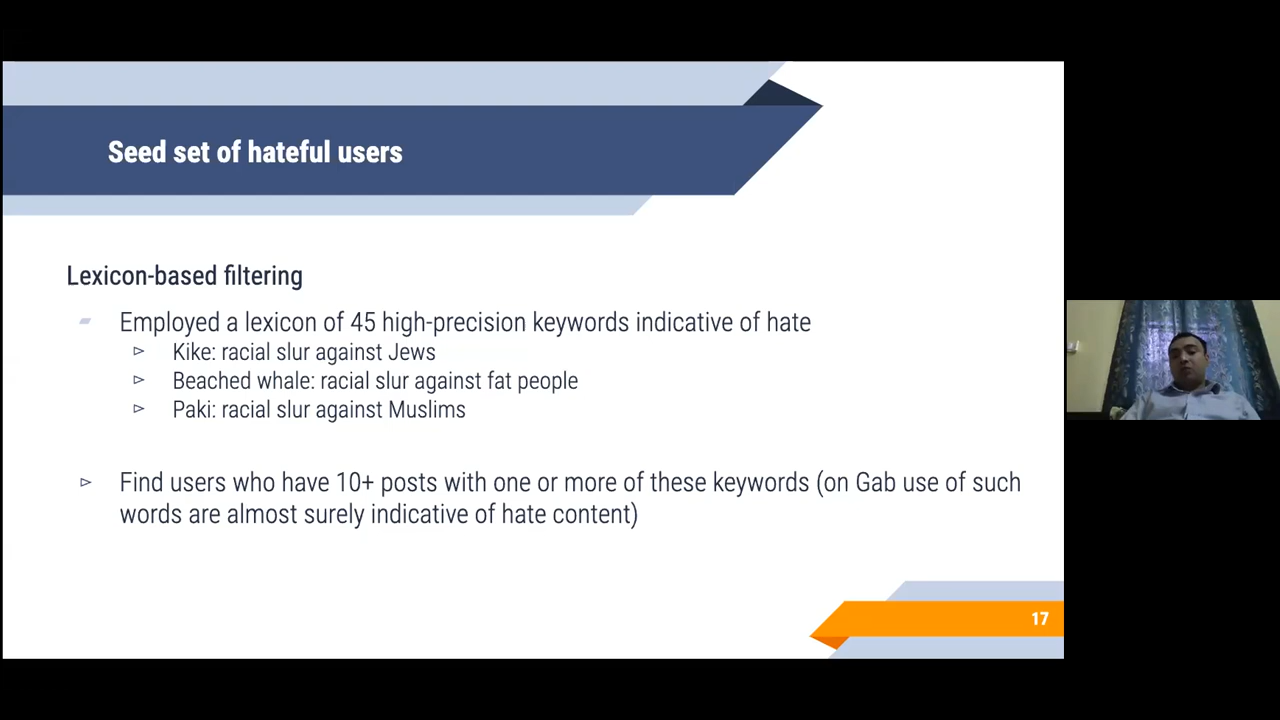 Seed set of hateful users
Lexicon-based filtering
Employed a lexicon of 45 high-precision keywords indicative of hate
Kike: racial slur against Jews
Beached whale: racial slur against fat people
Paki: racial slur against Muslims
Find users who have 10+ posts with one or more of these keywords (on Gab use of such
words are almost surely indicative of hate content)
17